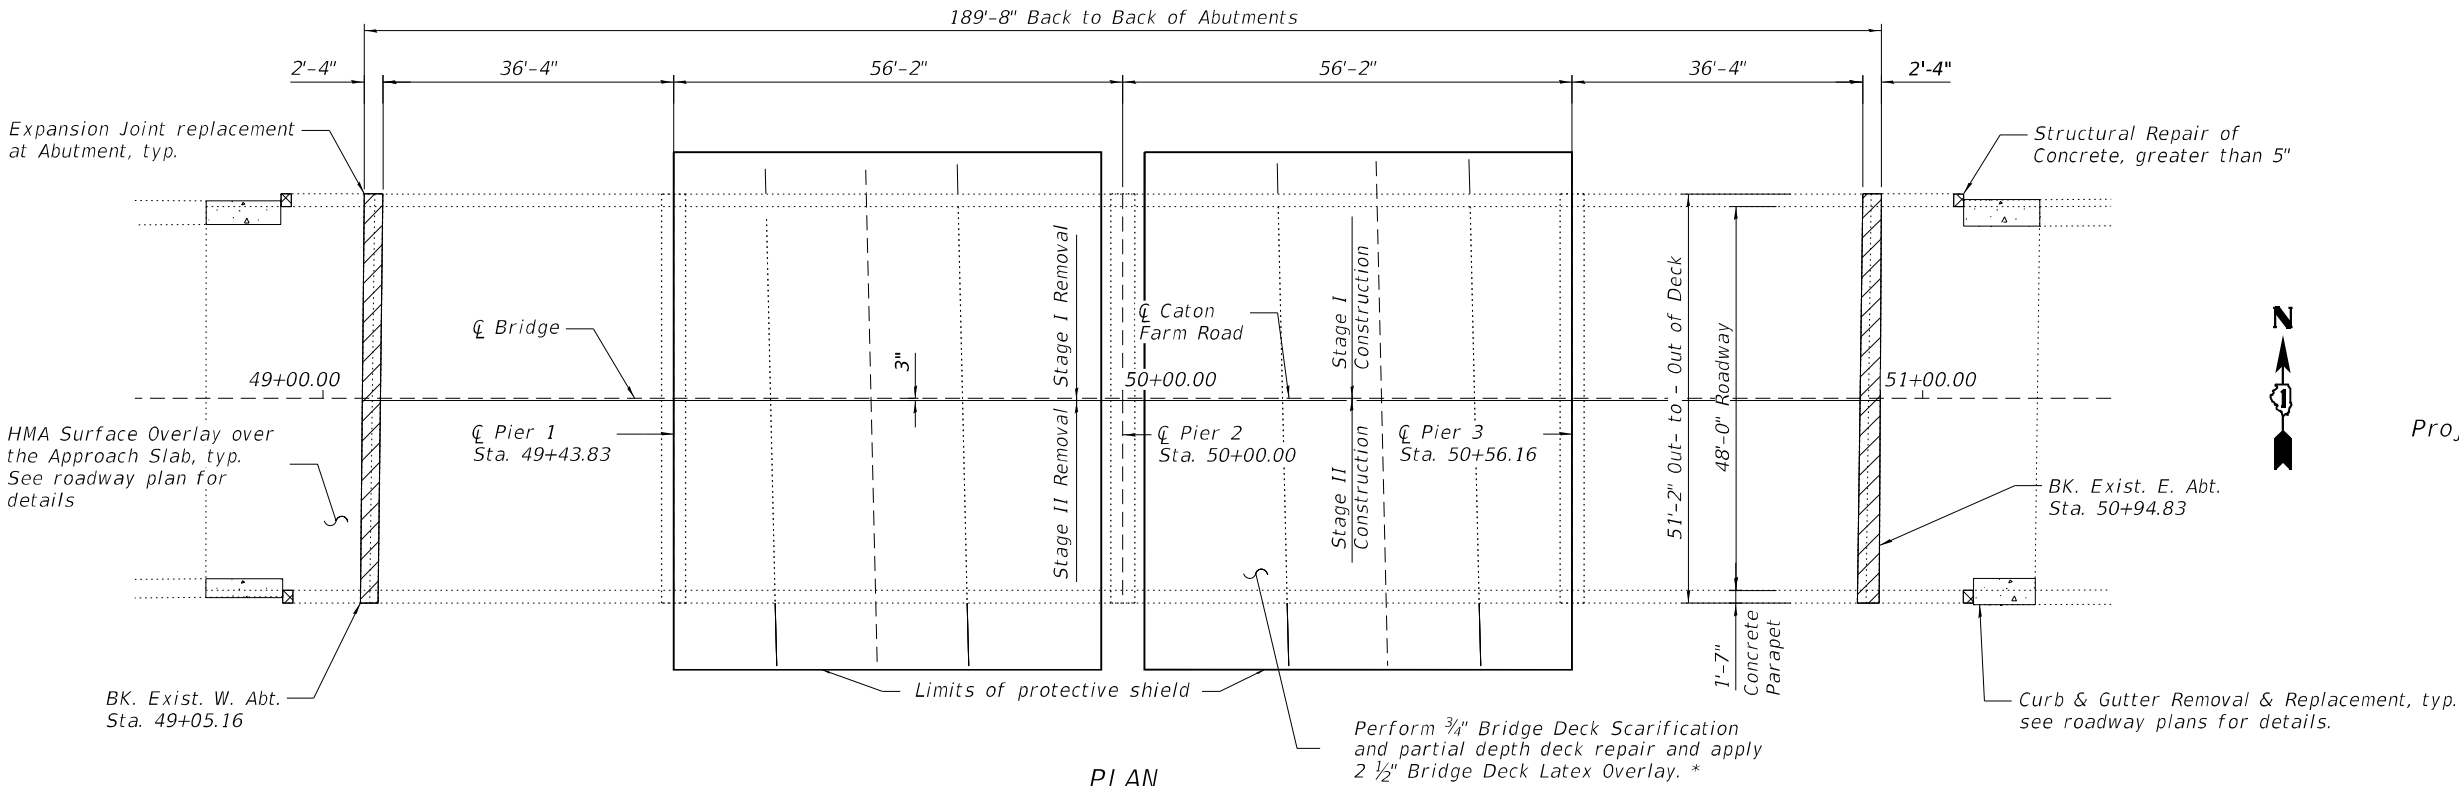 189'-8" Back to Back of Abutments
2'-4"
36'-4"
56'-2"
56'-2"
36'-4"
2'-4"
Expansion Joint replacement
at Abutment, typ.
Structural Repair of
Concrete, greater than 5"
℄ Bridge
3"
Stage I Removal
Stage II Removal
℄ Caton
Farm Road
Stage I
Construction
Stage II
Construction
51'-2" Out- to - Out of Deck
48'-0" Roadway
1'-7"
Concrete
Parapet
N
1
49+00.00
50+00.00
51+00.00
HMA Surface Overlay over
the Approach Slab, typ.
See roadway plan for
details
℄ Pier 1
Sta. 49+43.83
℄ Pier 2
Sta. 50+00.00
℄ Pier 3
Sta. 50+56.16
BK. Exist. E. Abt.
Sta. 50+94.83
BK. Exist. W. Abt.
Sta. 49+05.16
Limits of protective shield
Curb & Gutter Removal & Replacement, typ.
see roadway plans for details.
Perform ¾" Bridge Deck Scarification
and partial depth deck repair and apply
2 ½" Bridge Deck Latex Overlay. *
PLAN